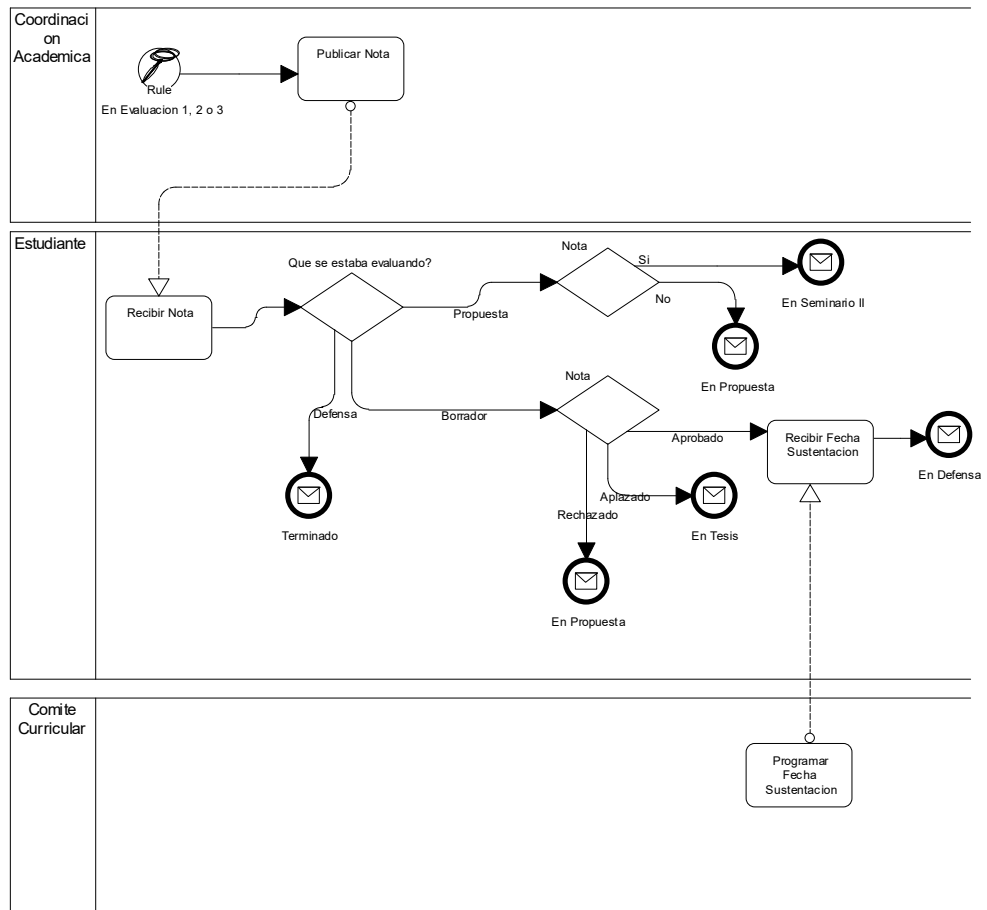 Coordinaci
on
Academica
Rule
En Evaluacion 1, 2 o 3
Publicar Nota
Estudiante
Recibir Nota
Que se estaba evaluando?
Propuesta
Defensa
Borrador
Terminado
Nota
Si
No
En Seminario II
En Propuesta
Nota
Aprobado
Aplazado
Rechazado
En Tesis
En Propuesta
Recibir Fecha
Sustentacion
En Defensa
Comite
Curricular
Programar
Fecha
Sustentacion